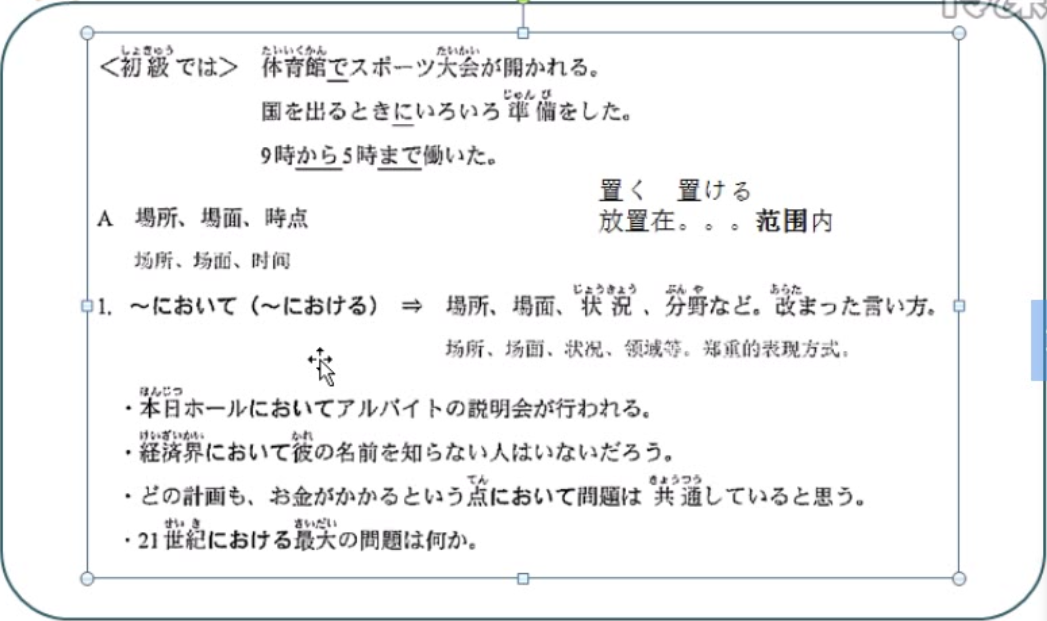 ＜初級では＞ 体育館でスポーツ大会が開かれる。
国を出るときにいろいろ準備をした。
9時から5時まで働いた。
置く 置ける
放置在。。。范围内
A 場所、場面、時点
场所、场面、时间
1. ～において（～における） ⇒ 場所、場面、状況、分野など。改まった言い方。
场所、场面、状况、领域等。郑重的表现方式。
・本日ホールにおいてアルバイトの説明会が行われる。
・経済界において彼の名前を知らない人はいないだろう。
・どの計画も、お金がかかるという点において問題は共通していると思う。
・21世紀における最大の問題は何か。